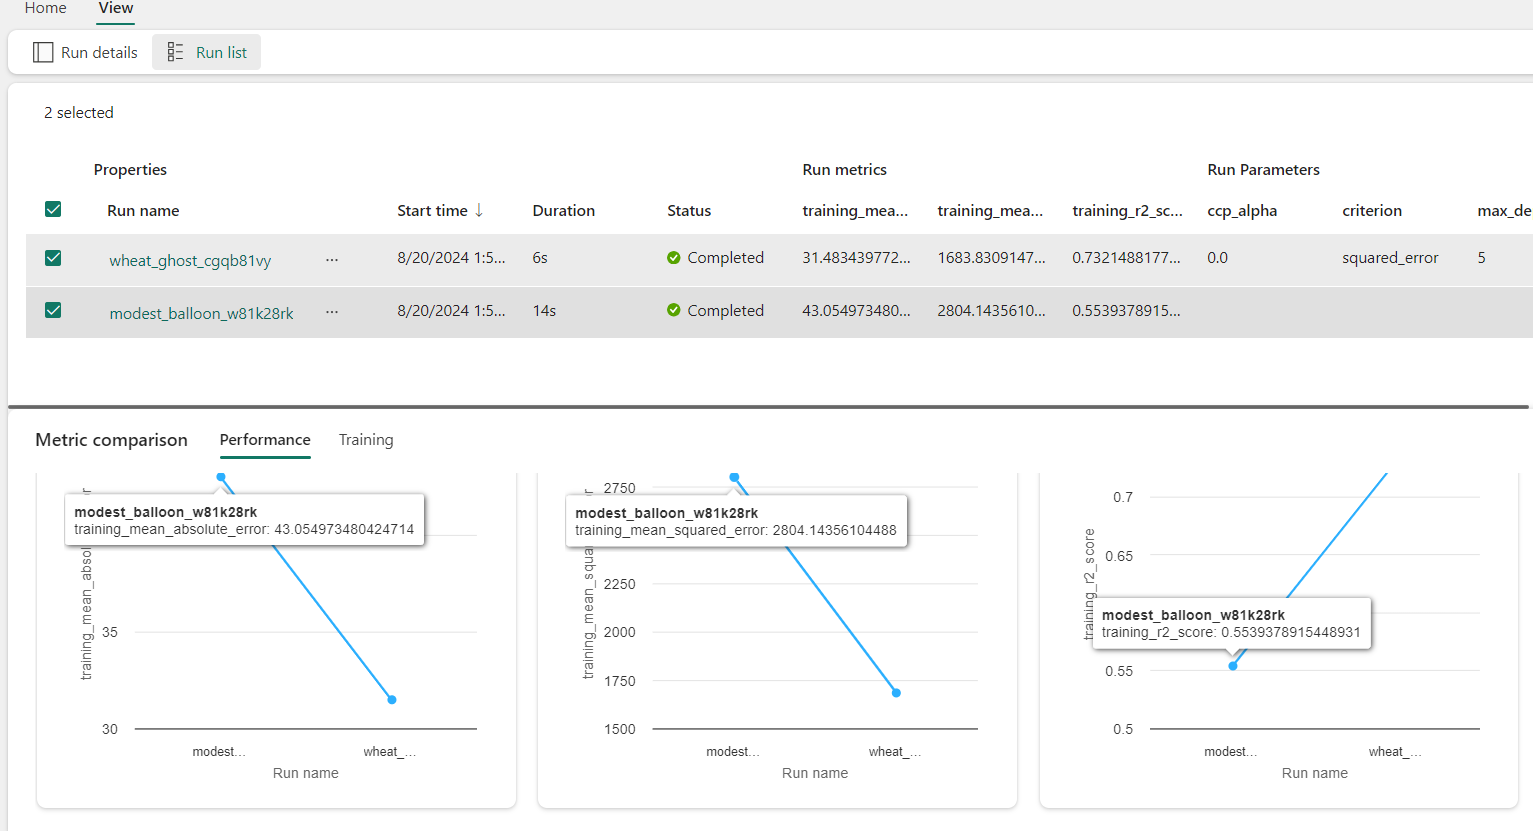 Home View
Run details Run list
2 selected
Properties Run metrics Run Parameters
Run name Start time ↓ Duration Status training_mea... training_mea... training_r2_sc... ccp_alpha criterion max_de
wheat_ghost_cgqb81vy ... 8/20/2024 1:5... 6s Completed 31.483439772... 1683.8309147... 0.7321488177... 0.0 squared_error 5
modest_balloon_w81k28rk ... 8/20/2024 1:5... 14s Completed 43.054973480... 2804.1435610... 0.5539378915...
Metric comparison Performance Training
training_mean_abso
modest_balloon_w81k28rk
training_mean_absolute_error: 43.054973480424714
35
30
modest... wheat_...
Run name
training_mean_squa
2750
modest_balloon_w81k28rk
training_mean_squared_error: 2804.14356104488
2250
2000
1750
1500
modest... wheat_...
Run name
training_r2_score
0.7
0.65
modest_balloon_w81k28rk
training_r2_score: 0.5539378915448931
0.55
0.5
modest... wheat_...
Run name